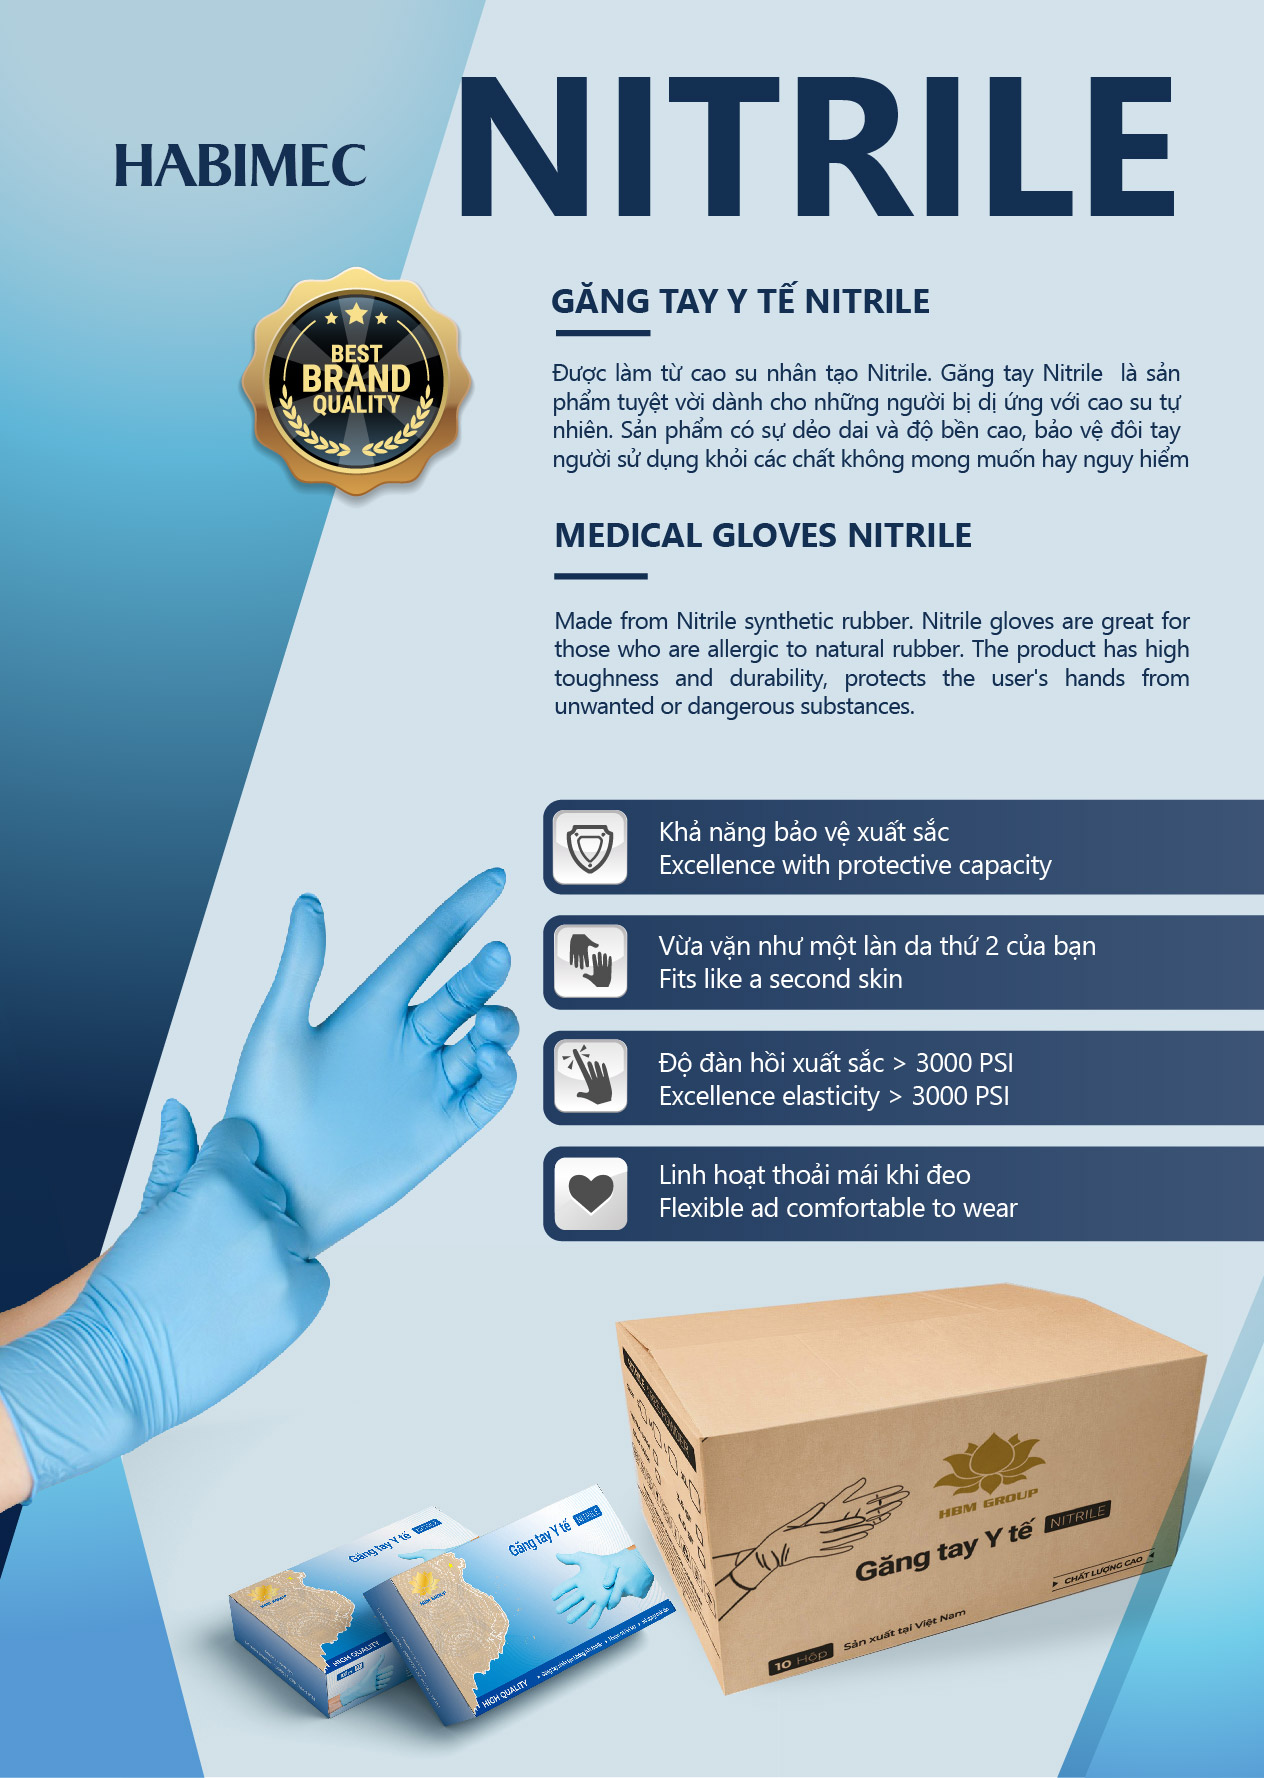 NITRILE
HABIMEC
BEST
BRAND
QUALITY
GĂNG TAY Y TẾ NITRILE
Được làm từ cao su nhân tạo Nitrile. Găng tay Nitrile là sản
phẩm tuyệt vời dành cho những người bị dị ứng với cao su tự
nhiên. Sản phẩm có sự dẻo dai và độ bền cao, bảo vệ đôi tay
người sử dụng khỏi các chất không mong muốn hay nguy hiểm
MEDICAL GLOVES NITRILE
Made from Nitrile synthetic rubber. Nitrile gloves are great for
those who are allergic to natural rubber. The product has high
toughness and durability, protects the user's hands from
unwanted or dangerous substances.
Khả năng bảo vệ xuất sắc
Excellence with protective capacity
Vừa vặn như một làn da thứ 2 của bạn
Fits like a second skin
Độ đàn hồi xuất sắc > 3000 PSI
Excellence elasticity > 3000 PSI
Linh hoạt thoải mái khi đeo
Flexible ad comfortable to wear
HBM GROUP
Găng tay Y tế NITRILE
CHẤT LƯỢNG CAO
10 Hộp Sản xuất tại Việt Nam
Găng tay Y tế NITRILE
HBM GROUP
HIGH QUALITY
Găng tay Y tế
HIGH QUALITY